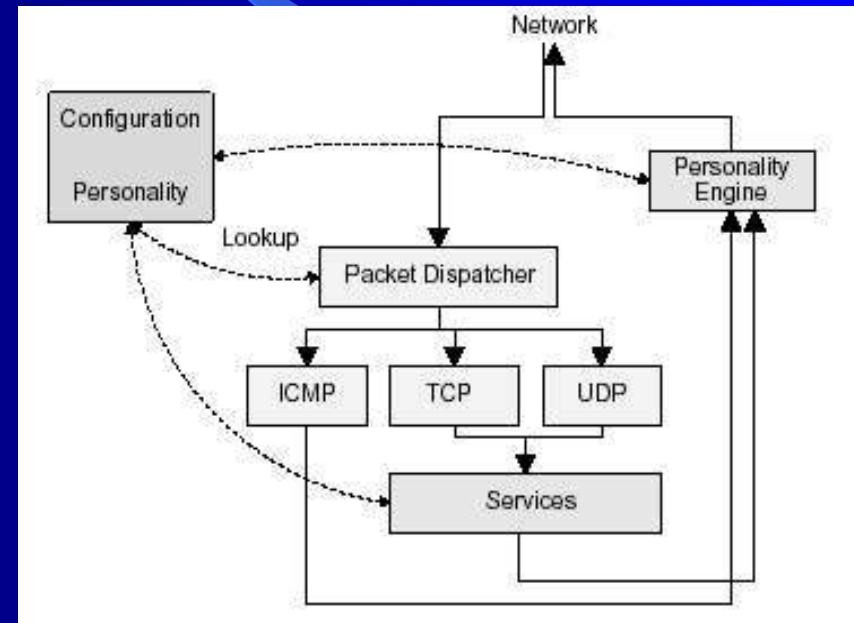 Network
Configuration
Personality
Personality
Engine
Lookup
Packet Dispatcher
ICMP
TCP
UDP
Services